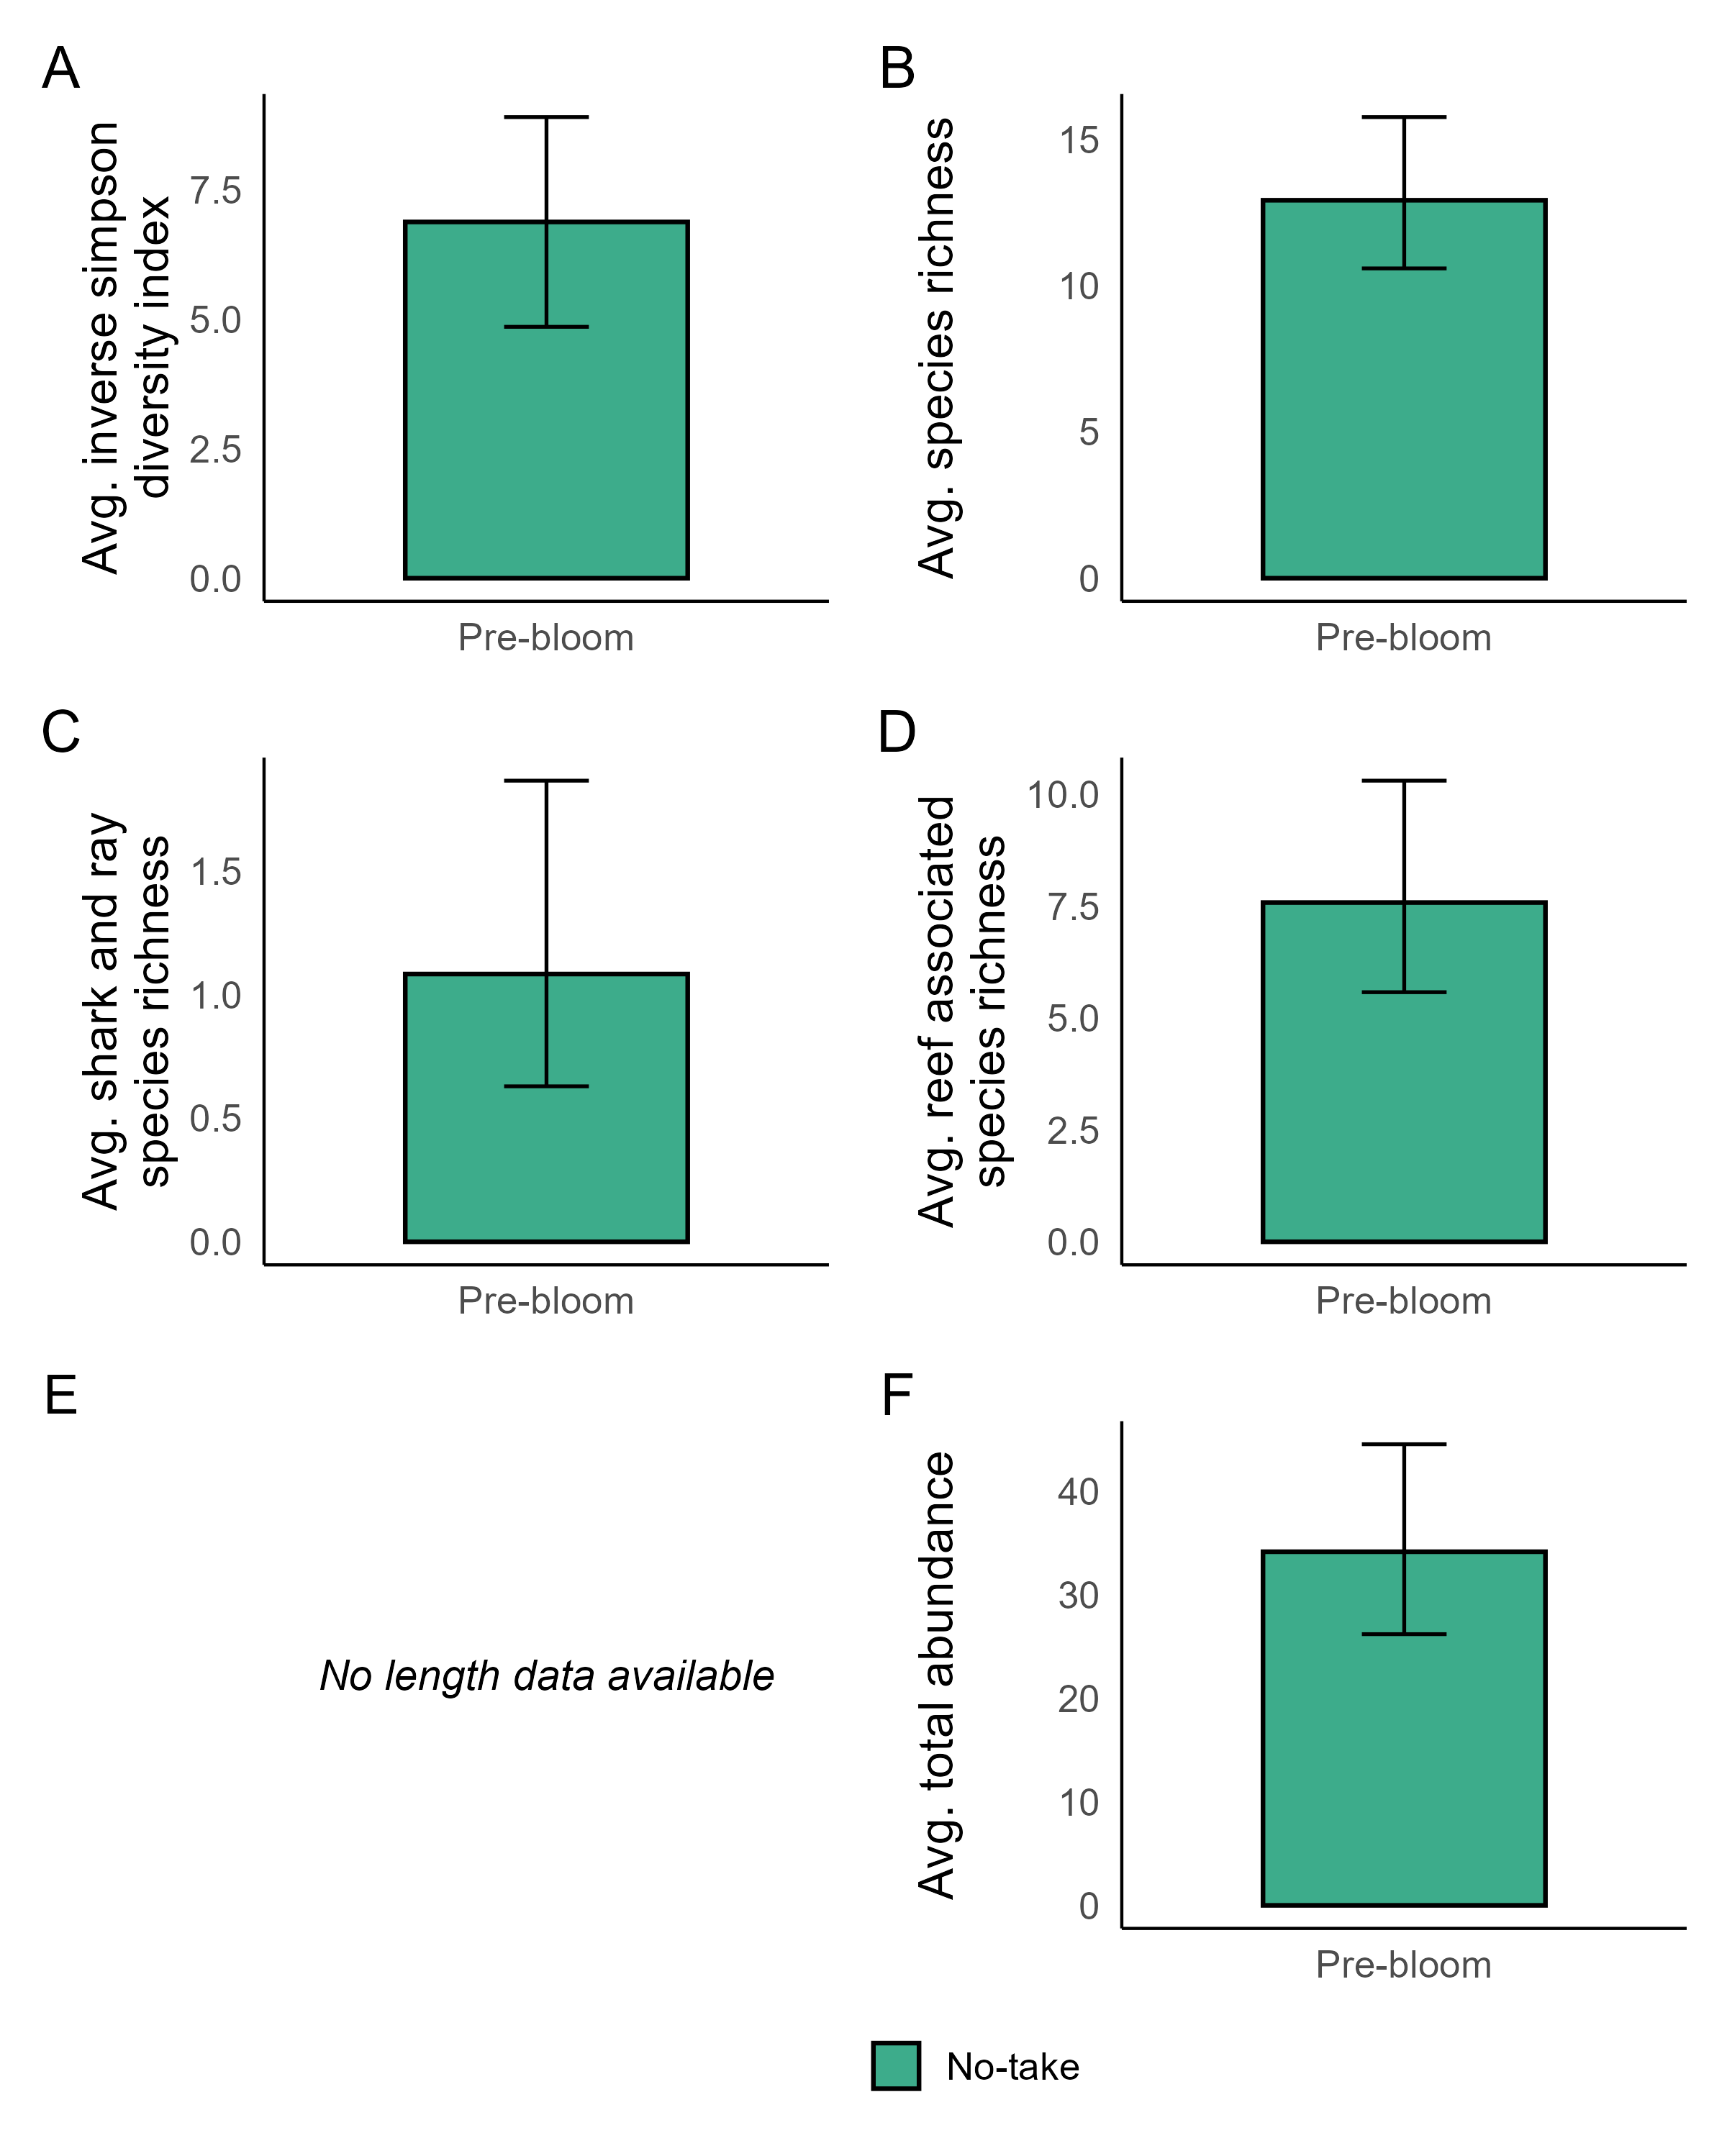 A
Avg. inverse simpson
diversity index
7.5
5.0
2.5
0.0
Pre-bloom
B
Avg. species richness
15
10
5
0
Pre-bloom
C
Avg. shark and ray
species richness
1.5
1.0
0.5
0.0
Pre-bloom
D
Avg. reef associated
species richness
10.0
7.5
5.0
2.5
0.0
Pre-bloom
E
No length data available
F
Avg. total abundance
40
30
20
10
0
Pre-bloom
No-take